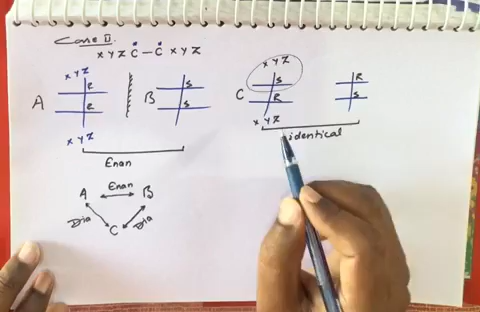 Case II.
x y z C – C x y z
x y z
R
R
x y z
A
S
S
B
Enan
x y z
S
R
x y z
C
R
S
identical
A Enan B
Dia C Dia